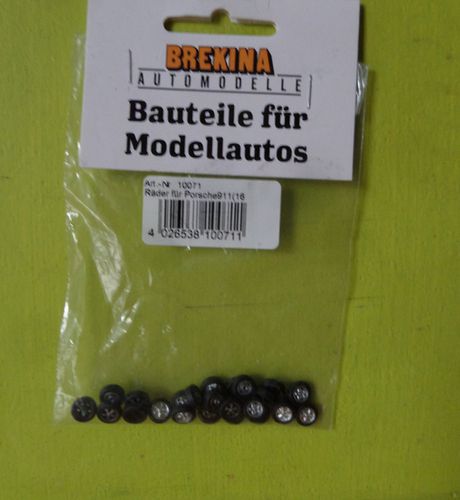 BREKINA
AUTOMODELLE
Bauteile für
Modellautos
Art.-Nr 10071
Räder für Porsche911(16
4 026538 100711